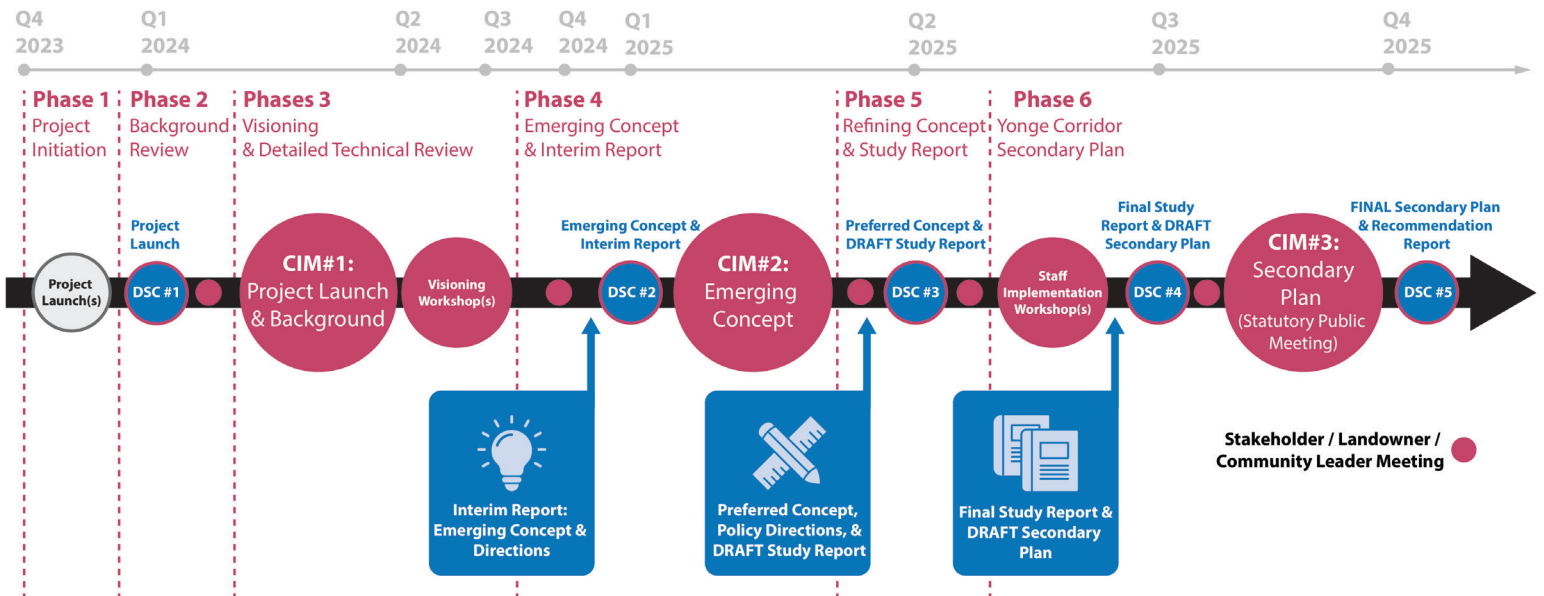 Q4
2023
Q1
2024
Q2
2024
Q3
2024
Q4
2024
Q1
2025
Q2
2025
Q3
2025
Q4
2025
Phase 1
Project
Initiation
Phase 2
Background
Review
Phases 3
Visioning
& Detailed Technical Review
Phase 4
Emerging Concept
& Interim Report
Phase 5
Refining Concept
& Study Report
Phase 6
Yonge Corridor
Secondary Plan
Project
Launch(s)
Project
Launch
DSC #1
CIM#1:
Project Launch
& Background
Visioning
Workshop(s)
Emerging Concept &
Interim Report
DSC #2
CIM#2:
Emerging
Concept
Preferred Concept &
DRAFT Study Report
DSC #3
Staff
Implementation
Workshop(s)
Final Study
Report & DRAFT
Secondary Plan
DSC #4
CIM#3:
Secondary
Plan
(Statutory Public
Meeting)
FINAL Secondary Plan
& Recommendation
Report
DSC #5
Interim Report:
Emerging Concept &
Directions
Preferred Concept,
Policy Directions, &
DRAFT Study Report
Final Study Report &
DRAFT Secondary
Plan
Stakeholder / Landowner /
Community Leader Meeting